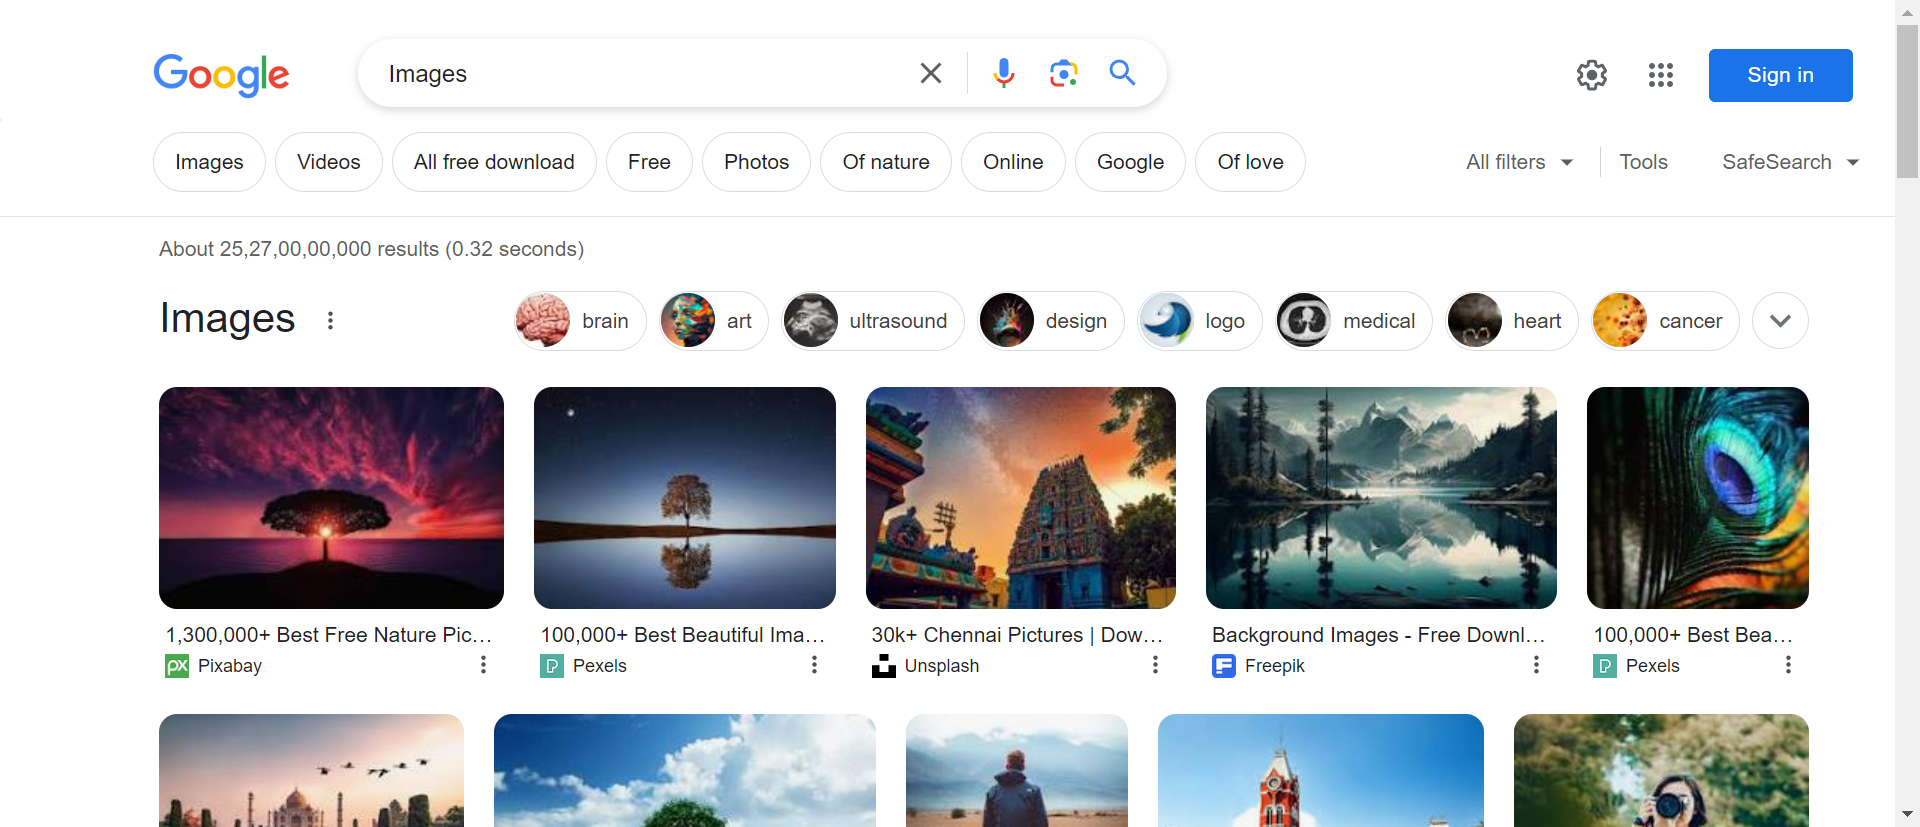 Google
Images
Sign in
Images
Videos
All free download
Free
Photos
Of nature
Online
Google
Of love
All filters
Tools
SafeSearch
About 25,27,00,00,000 results (0.32 seconds)
Images
brain
art
ultrasound
design
logo
medical
heart
cancer
1,300,000+ Best Free Nature Pic...
px Pixabay
100,000+ Best Beautiful Ima...
P Pexels
30k+ Chennai Pictures | Dow...
Unsplash
Background Images - Free Downl...
F Freepik
100,000+ Best Bea...
P Pexels